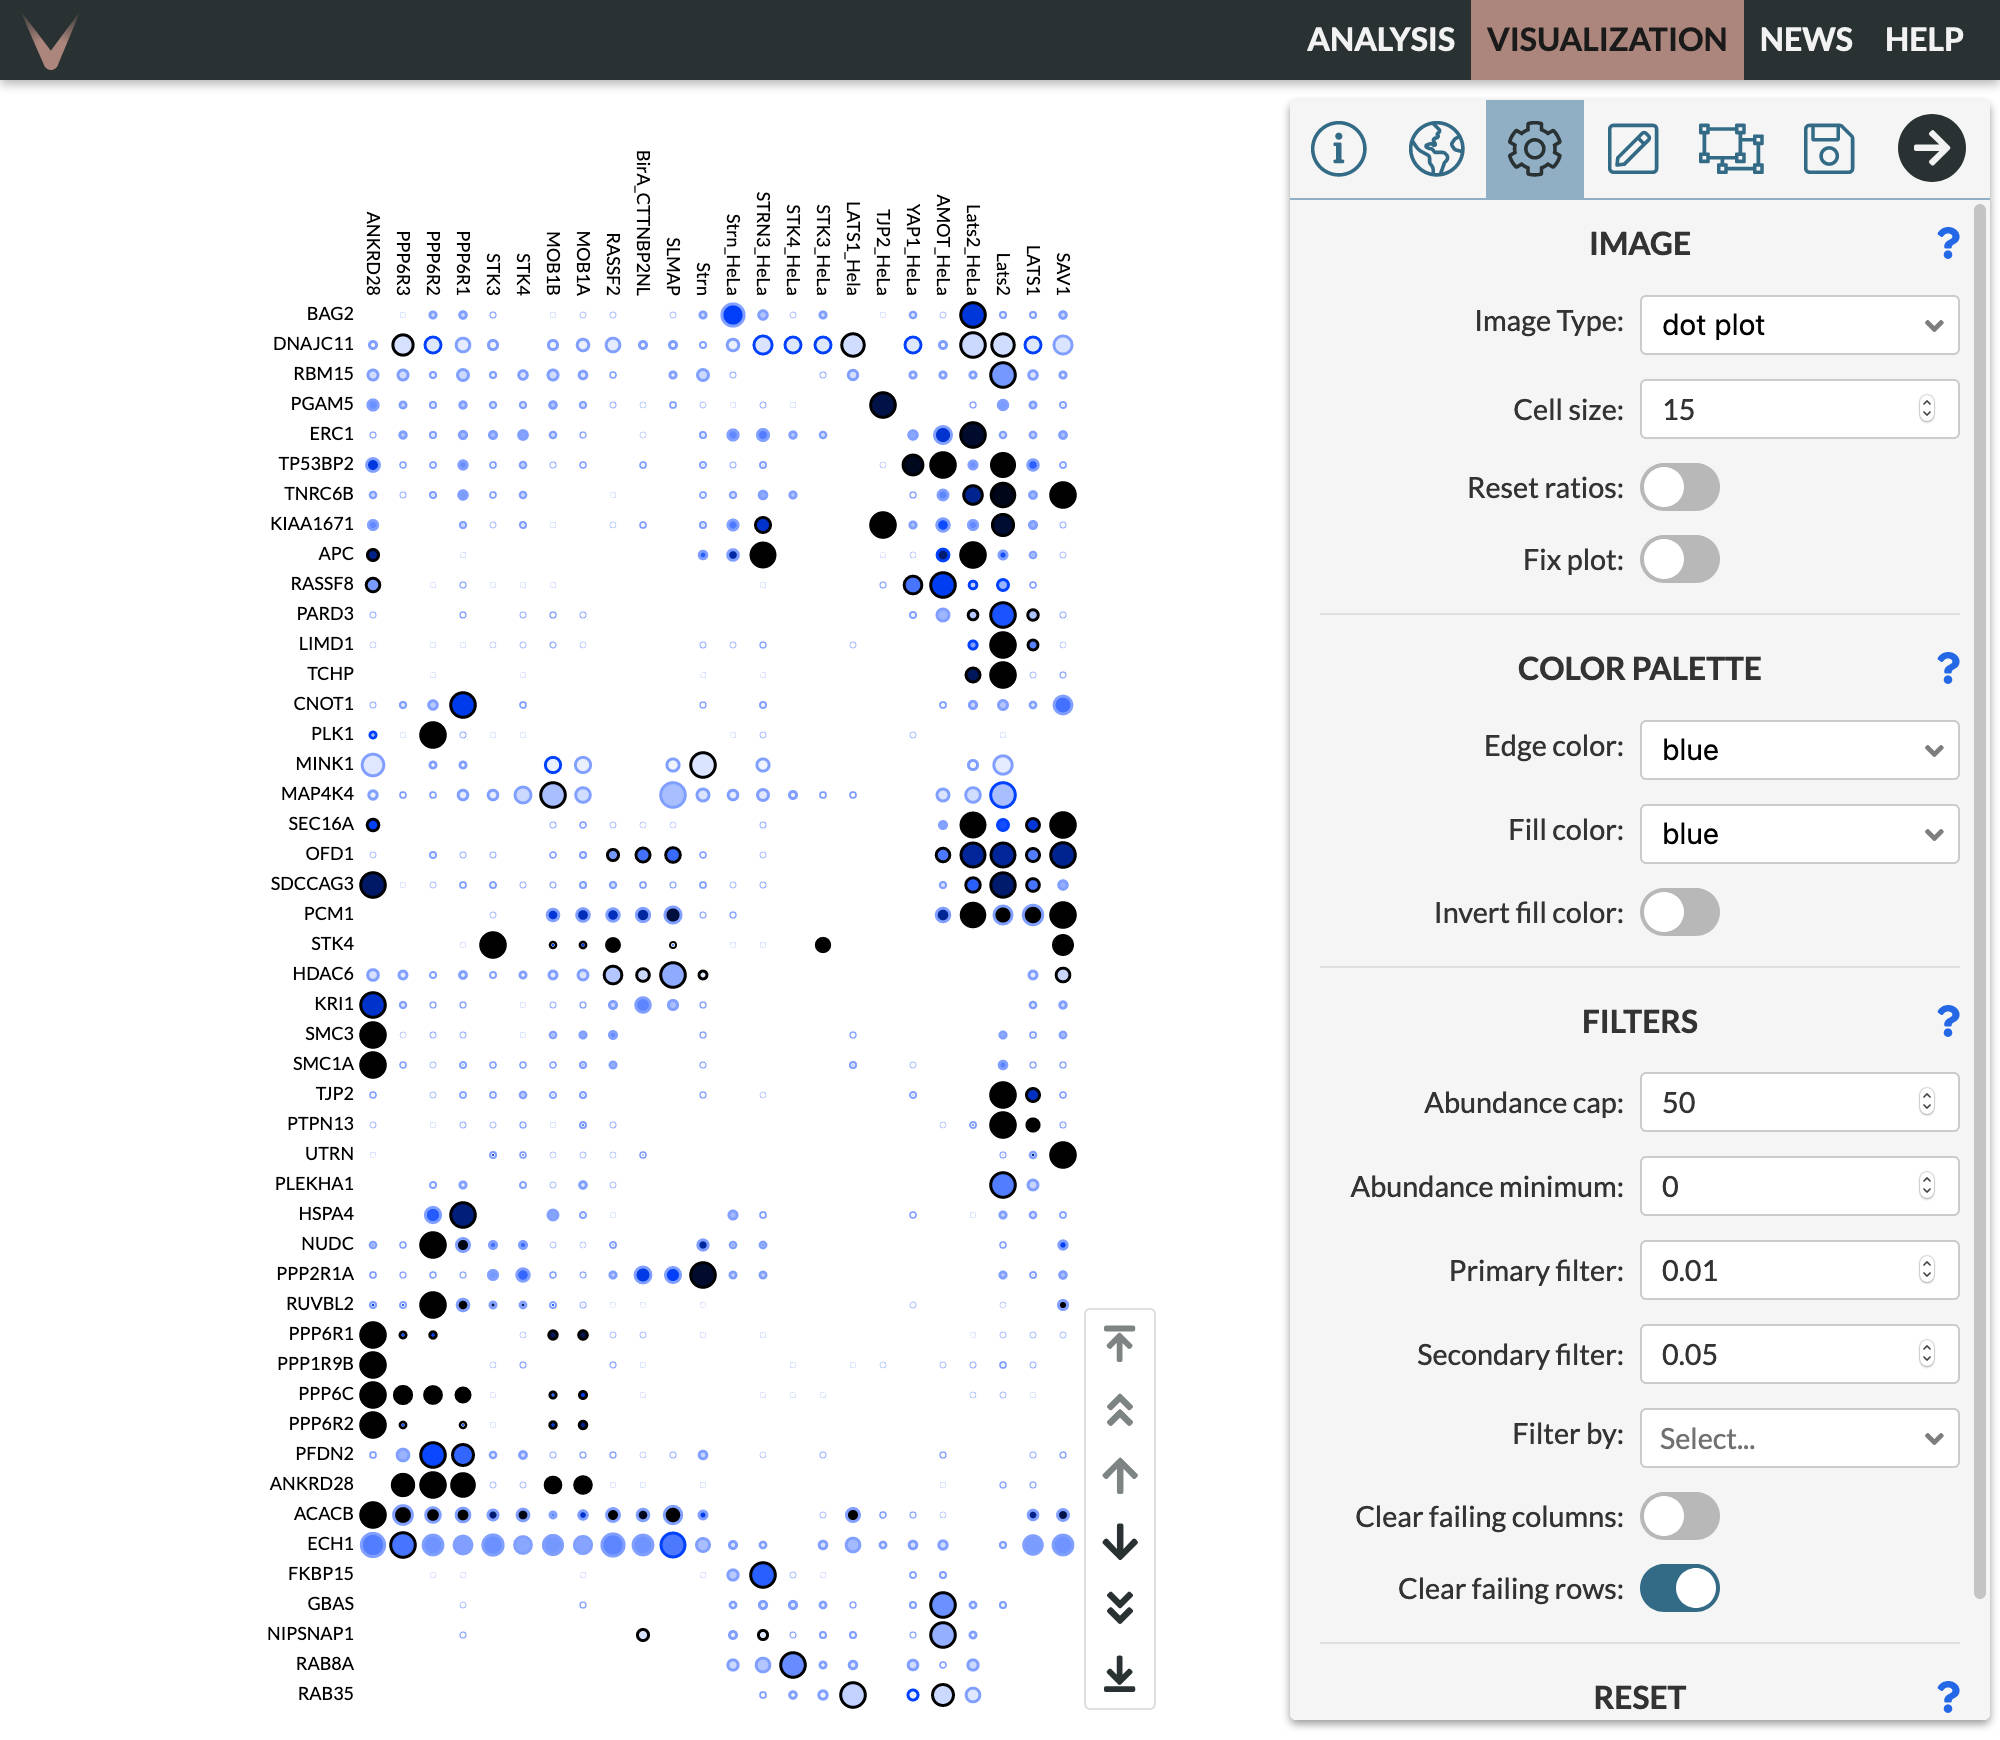 ANALYSIS VISUALIZATION NEWS HELP
ANKRD28
PPP6R3
PPP6R2
PPP6R1
STK3
STK4
MOB1B
MOB1A
RASSF2
BirA_CTTNBP2NL
SLMAP
Strn
Strn_HeLa
STRN3_HeLa
STK4_HeLa
STK3_HeLa
LATS1_Hela
TJP2_HeLa
YAP1_HeLa
AMOT_HeLa
Lats2_HeLa
Lats2
LATS1
SAV1
BAG2
DNAJC11
RBM15
PGAM5
ERC1
TP53BP2
TNRC6B
KIAA1671
APC
RASSF8
PARD3
LIMD1
TCHP
CNOT1
PLK1
MINK1
MAP4K4
SEC16A
OFD1
SDCCAG3
PCM1
STK4
HDAC6
KRI1
SMC3
SMC1A
TJP2
PTPN13
UTRN
PLEKHA1
HSPA4
NUDC
PPP2R1A
RUVBL2
PPP6R1
PPP1R9B
PPP6C
PPP6R2
PFDN2
ANKRD28
ACACB
ECH1
FKBP15
GBAS
NIPSNAP1
RAB8A
RAB35
IMAGE ?
Image Type: dot plot
Cell size: 15
Reset ratios:
Fix plot:
COLOR PALETTE ?
Edge color: blue
Fill color: blue
Invert fill color:
FILTERS ?
Abundance cap: 50
Abundance minimum: 0
Primary filter: 0.01
Secondary filter: 0.05
Filter by: Select...
Clear failing columns:
Clear failing rows:
RESET ?